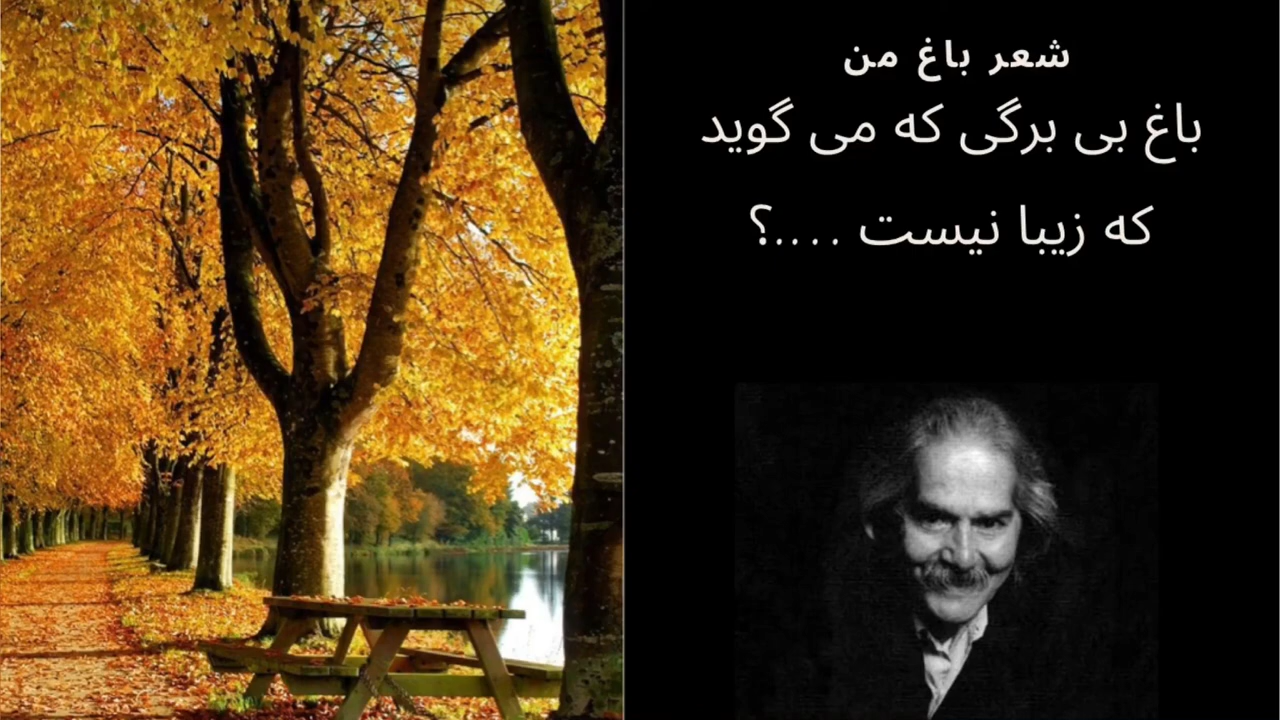 شعر باغ من
باغ بی برگی که می گوید
که زیبا نیست ....؟